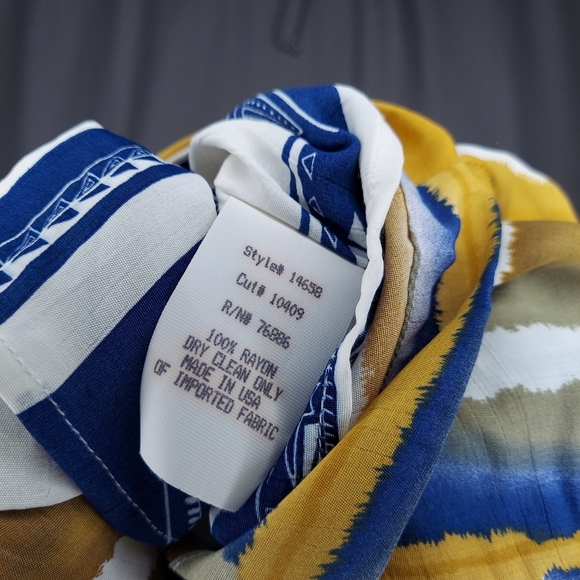 Style# 14658
Cut# 10409
R/N# 76886
100% RAYON
DRY CLEAN ONLY
MADE IN USA
OF IMPORTED FABRIC